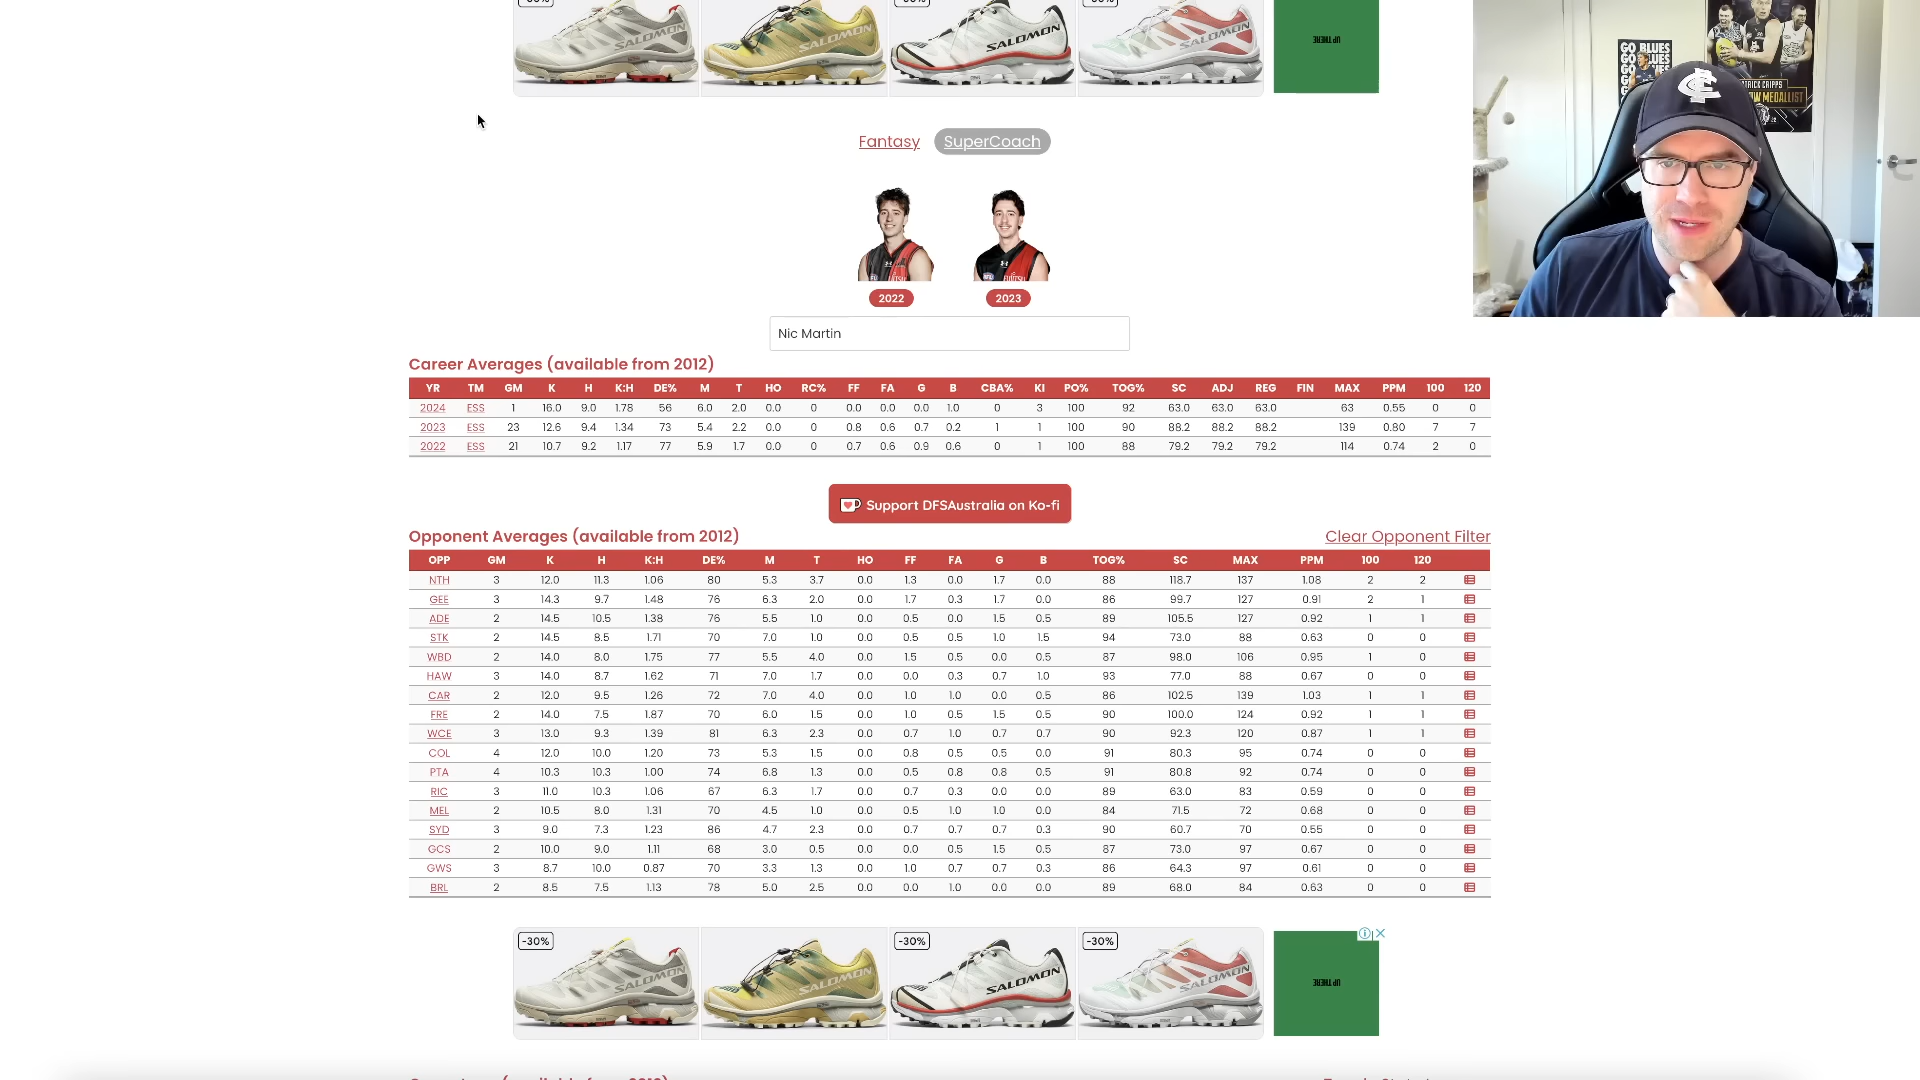 -30%
-30%
-30%
SALOMON
SALOMON
SALOMON
SALOMON
UP THERE
GO BLUES
PATRICK CRIPPS
BROWNLOW MEDALLIST
Fantasy SuperCoach
2022 2023
Nic Martin
Career Averages (available from 2012)
YR TM GM K H K:H DE% M T HO RC% FF FA G B CBA% KI PO% TOG% SC ADJ REG FIN MAX PPM 100 120
2024 ESS 1 16.0 9.0 1.78 56 6.0 2.0 0.0 0 0.0 0.0 0.0 1.0 0 3 100 92 63.0 63.0 63.0 63 0.55 0 0
2023 ESS 23 12.6 9.4 1.34 73 5.4 2.2 0.0 0 0.8 0.6 0.7 0.2 1 1 100 90 88.2 88.2 88.2 139 0.80 7 7
2022 ESS 21 10.7 9.2 1.17 77 5.9 1.7 0.0 0 0.7 0.6 0.9 0.6 0 1 100 88 79.2 79.2 79.2 114 0.74 2 0
Support DFSAustralia on Ko-fi
Opponent Averages (available from 2012) Clear Opponent Filter
OPP GM K H K:H DE% M T HO FF FA G B TOG% SC MAX PPM 100 120
NTH 3 12.0 11.3 1.06 80 5.3 3.7 0.0 1.3 0.0 1.7 0.0 88 118.7 137 1.08 2 2
GEE 3 14.3 9.7 1.48 76 6.3 2.0 0.0 1.7 0.3 1.7 0.0 86 99.7 127 0.91 2 1
ADE 2 14.5 10.5 1.38 76 5.5 1.0 0.0 0.5 0.0 1.5 0.5 89 105.5 127 0.92 1 1
STK 2 14.5 8.5 1.71 70 7.0 1.0 0.0 0.5 0.5 1.0 1.5 94 73.0 88 0.63 0 0
WBD 2 14.0 8.0 1.75 77 5.5 4.0 0.0 1.5 0.5 0.0 0.5 87 98.0 106 0.95 1 0
HAW 3 14.0 8.7 1.62 71 7.0 1.7 0.0 0.0 0.3 0.7 1.0 93 77.0 88 0.67 0 0
CAR 2 12.0 9.5 1.26 72 7.0 4.0 0.0 1.0 1.0 0.0 0.5 86 102.5 139 1.03 1 1
FRE 2 14.0 7.5 1.87 70 6.0 1.5 0.0 1.0 0.5 1.5 0.5 90 100.0 124 0.92 1 1
WCE 3 13.0 9.3 1.39 81 6.3 2.3 0.0 0.7 1.0 0.7 0.7 90 92.3 120 0.87 1 1
COL 4 12.0 10.0 1.20 73 5.3 1.5 0.0 0.8 0.5 0.5 0.0 91 80.3 95 0.74 0 0
PTA 4 10.3 10.3 1.00 74 6.8 1.3 0.0 0.5 0.8 0.8 0.5 91 80.8 92 0.74 0 0
RIC 3 11.0 10.3 1.06 67 6.3 1.7 0.0 0.7 0.3 0.0 0.0 89 63.0 83 0.59 0 0
MEL 2 10.5 8.0 1.31 70 4.5 1.0 0.0 0.5 1.0 1.0 0.0 84 71.5 72 0.68 0 0
SYD 3 9.0 7.3 1.23 86 4.7 2.3 0.0 0.7 0.7 0.7 0.3 90 60.7 70 0.55 0 0
GCS 2 10.0 9.0 1.11 68 3.0 0.5 0.0 0.0 0.5 1.5 0.5 87 73.0 97 0.67 0 0
GWS 3 8.7 10.0 0.87 70 3.3 1.3 0.0 1.0 0.7 0.7 0.3 86 64.3 97 0.61 0 0
BRL 2 8.5 7.5 1.13 78 5.0 2.5 0.0 0.0 1.0 0.0 0.0 89 68.0 84 0.63 0 0
-30% -30% -30%
SALOMON
SALOMON
SALOMON
SALOMON
UP THERE